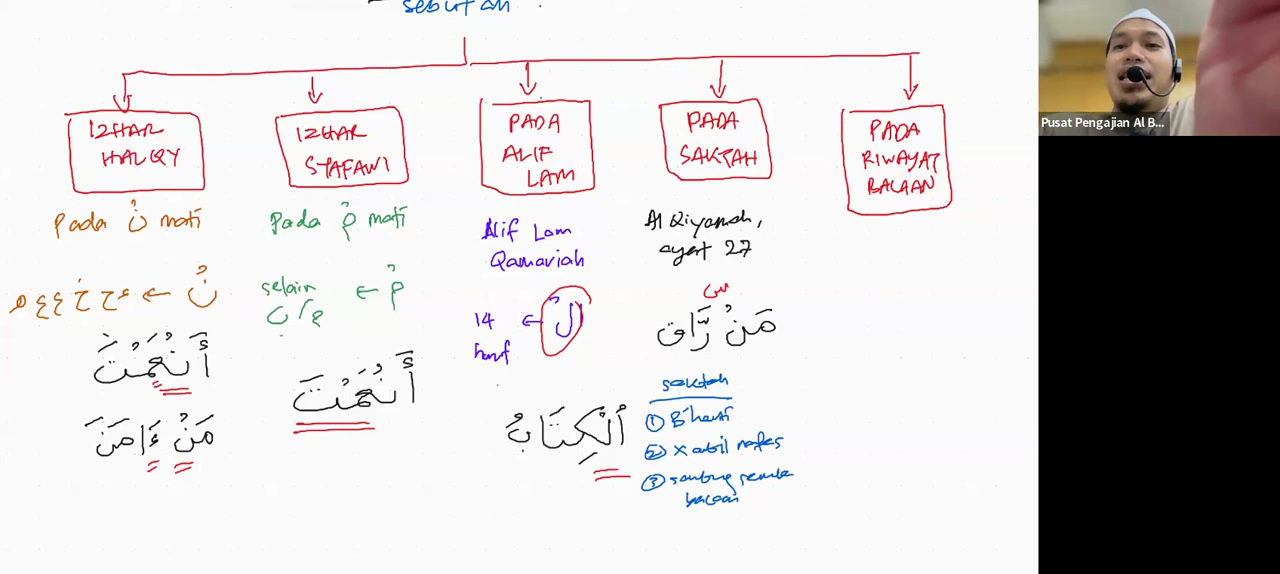 sebutan
IZHAR
HALQY
pada نْ mati
نْ ← ء ح خ ع غ ه
أَنْعَمْتَ
مَنْ ءَامَنَ
IZHAR
SYAFAWI
pada مْ mati
مْ ← selain
م/ب
أَنْعَمْتَ
PADA
ALIF
LAM
Alif Lam
Qamariah
الْ ← 14
huruf
أَلْكِتَابُ
PADA
SAKTAH
Al Qiyamah,
ayat 27
س
مَنْ رَّاقٍ
saktah
① B'henti
② X ambil nafas
③ sambung semula
bacaan
PADA
RIWAYAT
BACAAN
Pusat Pengajian Al B...